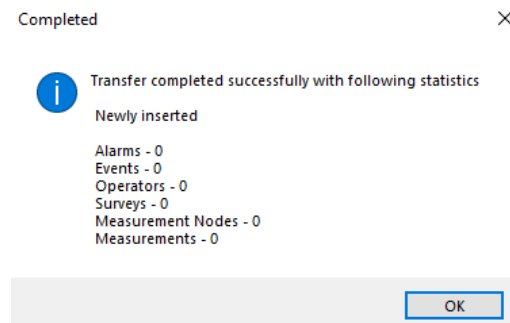 Completed
Transfer completed successfully with following statistics
Newly inserted
Alarms - 0
Events - 0
Operators - 0
Surveys - 0
Measurement Nodes - 0
Measurements - 0
OK